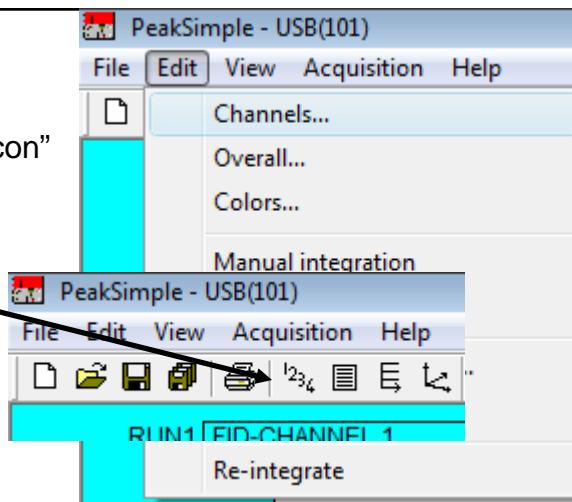 PeakSimple - USB(101)
File Edit View Acquisition Help
Channels...
con”
Overall...
Colors...
Manual integration
PeakSimple - USB(101)
File Edit View Acquisition Help
1234
RUN1 FID-CHANNEL 1
Re-integrate